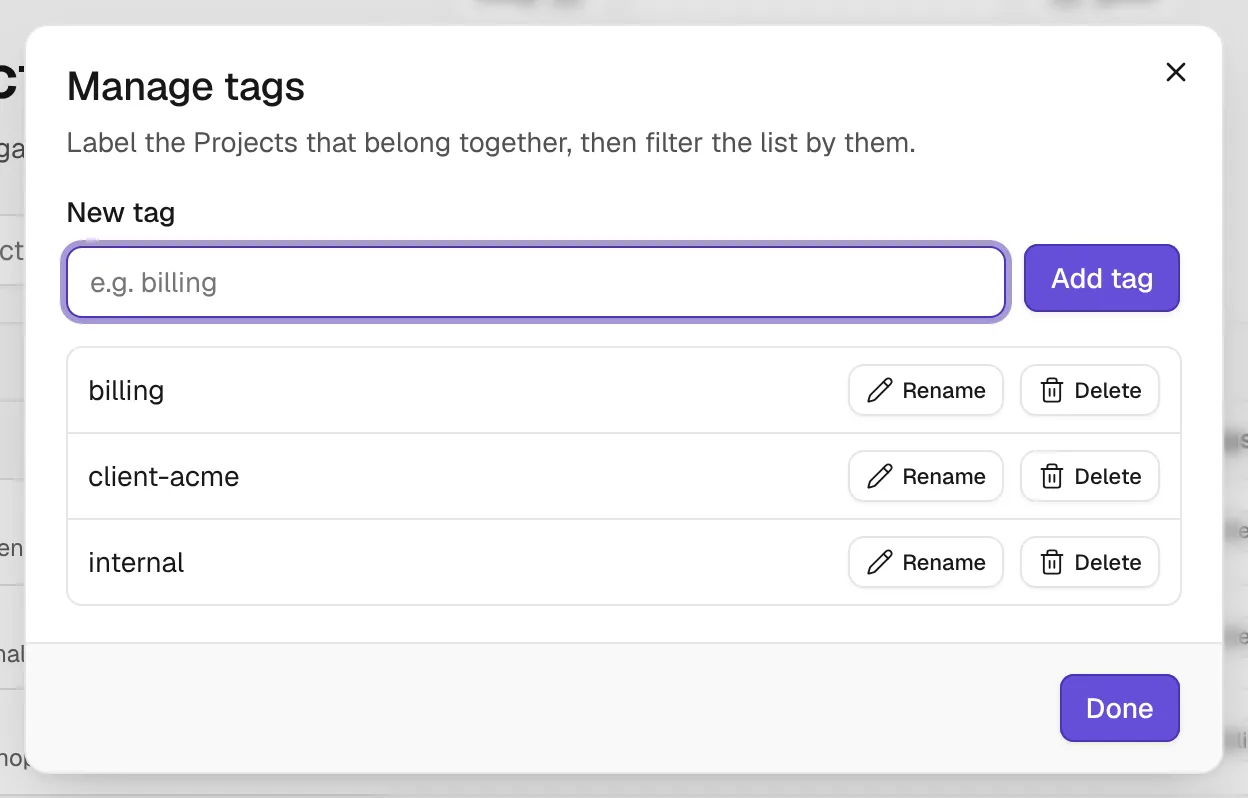 Manage tags
Label the Projects that belong together, then filter the list by them.
New tag
e.g. billing
Add tag
billing
Rename
Delete
client-acme
Rename
Delete
internal
Rename
Delete
Done